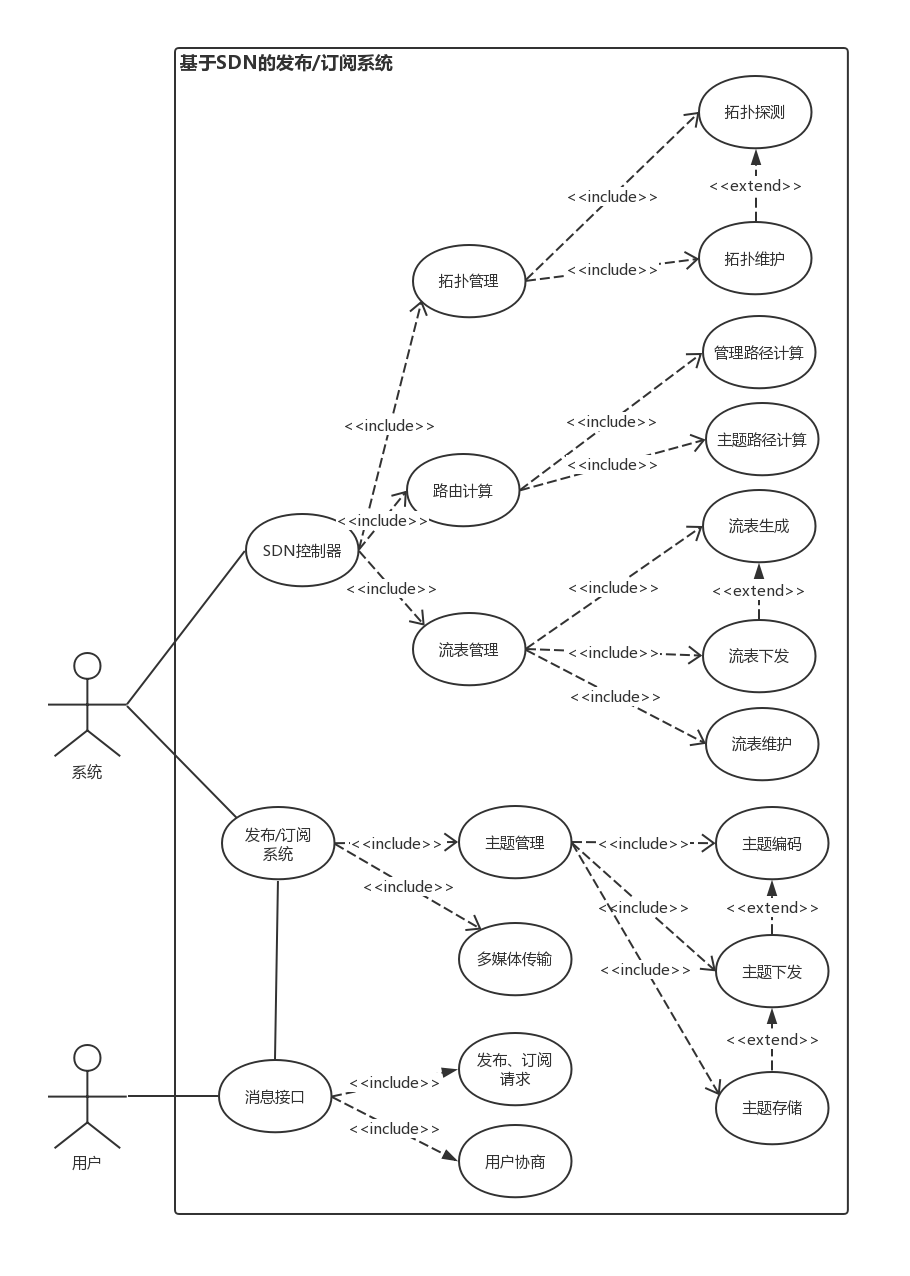 基于SDN的发布/订阅系统
拓扑探测
<<extend>>
<<include>>
拓扑维护
<<include>>
拓扑管理
管理路径计算
<<include>>
<<include>>
主题路径计算
<<include>>
路由计算
流表生成
<<include>>
SDN控制器
<<include>>
<<include>>
<<extend>>
流表管理
<<include>>
流表下发
<<include>>
流表维护
系统
发布/订阅
系统
<<include>>
主题管理
<<include>>
主题编码
<<include>>
<<include>>
<<extend>>
多媒体传输
<<include>>
主题下发
<<extend>>
发布、订阅
请求
<<include>>
消息接口
主题存储
<<include>>
用户
用户协商